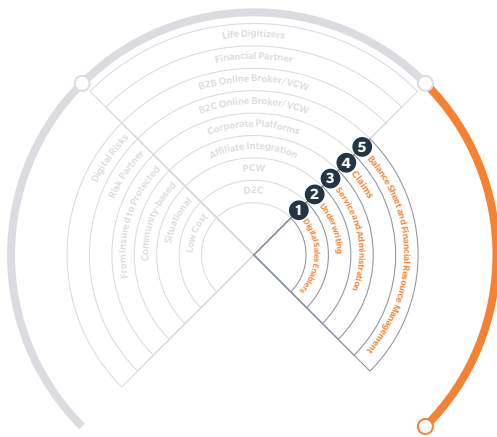 Life Digitizers
Financial Partner
B2B Online Broker/VCW
B2C Online Broker/VCW
Corporate Platforms
Affiliate Integration
PCW
D2C
Digital Risks
Risk Partner
From Insured to Protected
Community based
Situational
Low Cost
1
Digital Sales Enablers
2
Underwriting
3
Service and Administration
4
Claims
5
Balance Sheet and Financial Resource Management